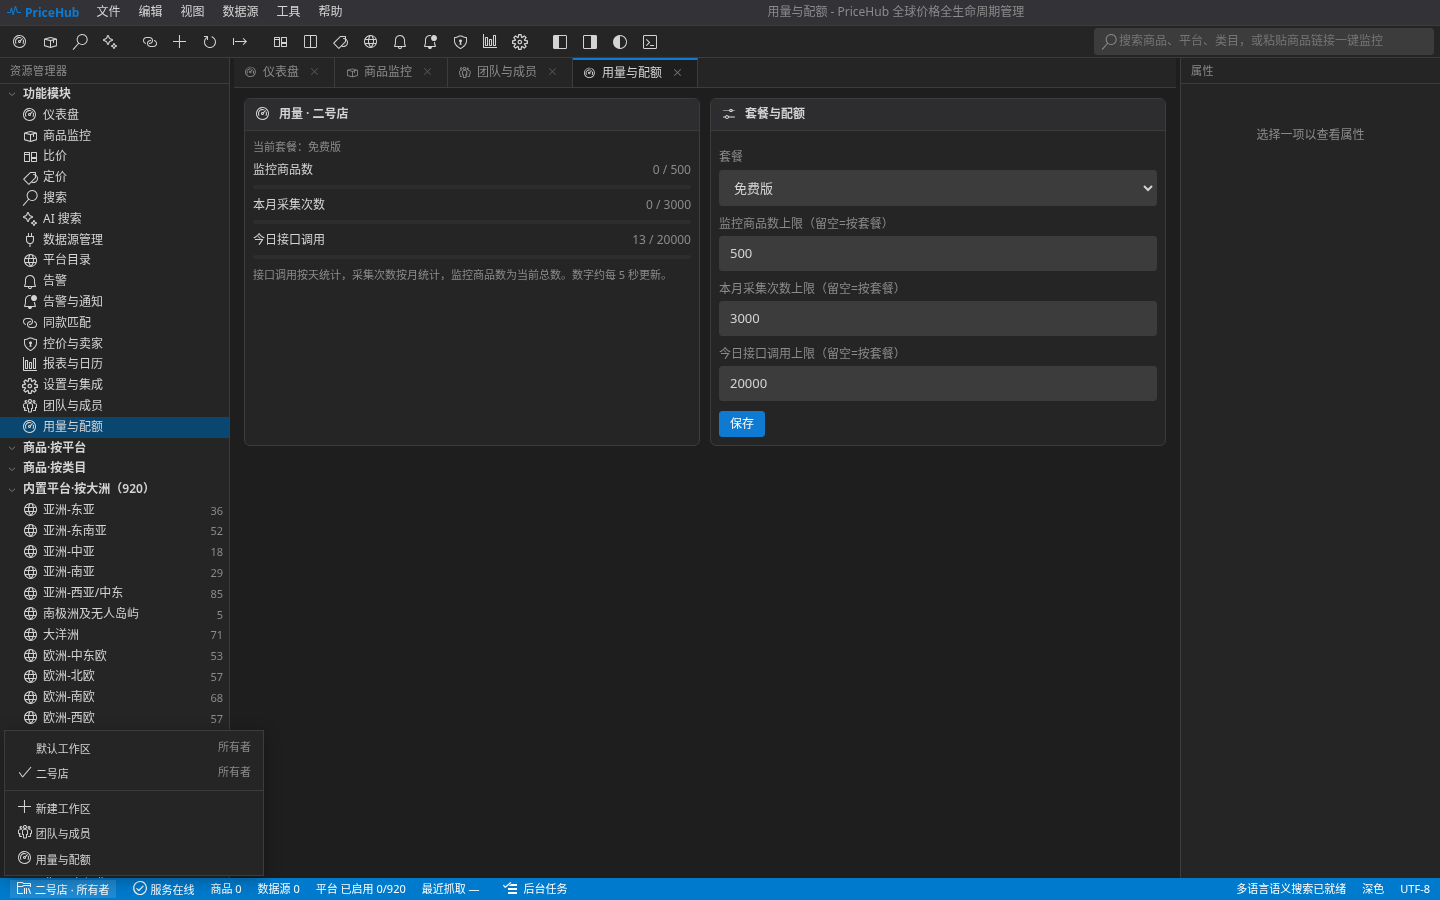 PriceHub 文件 编辑 视图 数据源 工具 帮助 用量与配额 - PriceHub 全球价格全生命周期管理
搜索商品、平台、类目，或粘贴商品链接一键监控
资源管理器 仪表盘 商品监控 团队与成员 用量与配额 属性
功能模块
仪表盘
商品监控
比价
定价
搜索
AI 搜索
数据源管理
平台目录
告警
告警与通知
同款匹配
控价与卖家
报表与日历
设置与集成
团队与成员
用量与配额
商品·按平台
商品·按类目
内置平台·按大洲（920）
亚洲-东亚 36
亚洲-东南亚 52
亚洲-中亚 18
亚洲-南亚 29
亚洲-西亚/中东 85
南极洲及无人岛屿 5
大洋洲 71
欧洲-中东欧 53
欧洲-北欧 57
欧洲-南欧 68
欧洲-西欧 57
用量 · 二号店
当前套餐：免费版
监控商品数 0 / 500
本月采集次数 0 / 3000
今日接口调用 13 / 20000
接口调用按天统计，采集次数按月统计，监控商品数为当前总数。数字约每 5 秒更新。
套餐与配额
套餐
免费版
监控商品数上限（留空=按套餐）
500
本月采集次数上限（留空=按套餐）
3000
今日接口调用上限（留空=按套餐）
20000
保存
选择一项以查看属性
默认工作区 所有者
二号店 所有者
新建工作区
团队与成员
用量与配额
二号店 · 所有者 服务在线 商品 0 数据源 0 平台 已启用 0/920 最近抓取 — 后台任务 多语言语义搜索已就绪 深色 UTF-8